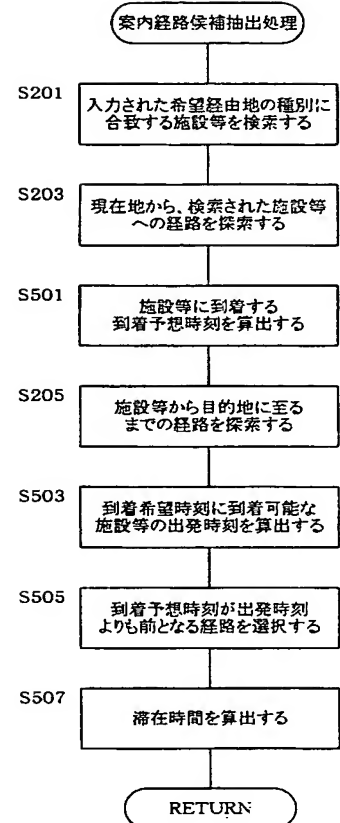 案内経路候補抽出処理
S201
入力された希望経由地の種別に
合致する施設等を検索する
S203
現在地から、検索された施設等
への経路を探索する
S501
施設等に到着する
到着予想時刻を算出する
S205
施設等から目的地に至る
までの経路を探索する
S503
到着希望時刻に到着可能な
施設等の出発時刻を算出する
S505
到着予想時刻が出発時刻
よりも前となる経路を選択する
S507
滞在時間を算出する
RETURN